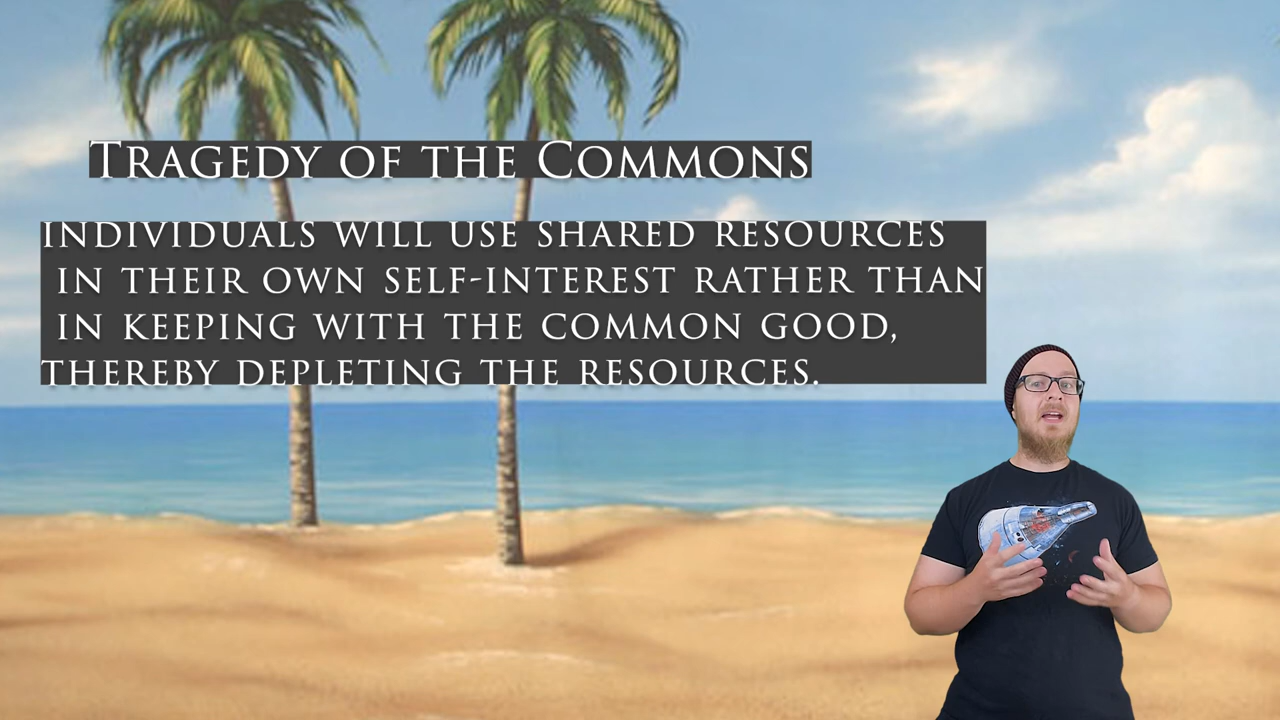 Tragedy of the Commons
individuals will use shared resources
in their own self-interest rather than
in keeping with the common good,
thereby depleting the resources.